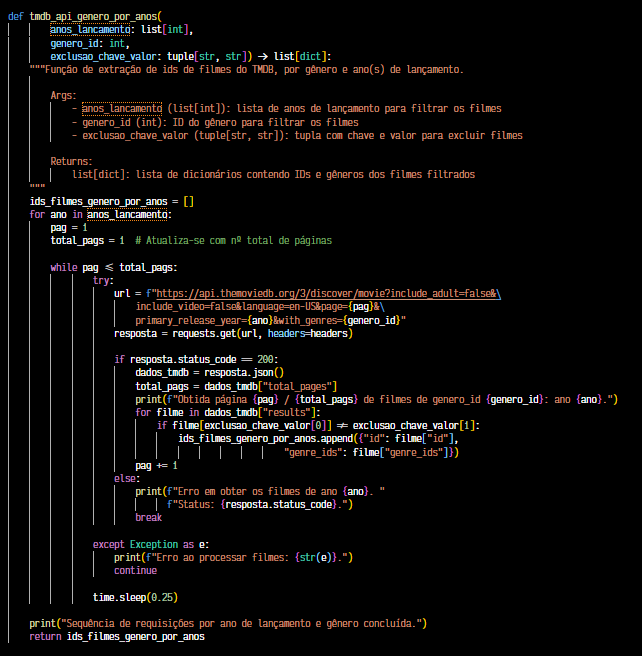 def tmdb_api_genero_por_anos(
anos_lancamento: list[int],
genero_id: int,
exclusao_chave_valor: tuple[str, str]) -> list[dict]:
"""Função de extração de ids de filmes do TMDB, por gênero e ano(s) de lançamento.
Args:
- anos_lancamento (list[int]): lista de anos de lançamento para filtrar os filmes
- genero_id (int): ID do gênero para filtrar os filmes
- exclusao_chave_valor (tuple[str, str]): tupla com chave e valor para excluir filmes
Returns:
list[dict]: lista de dicionários contendo IDs e gêneros dos filmes filtrados
"""
ids_filmes_genero_por_anos = []
for ano in anos_lancamento:
pag = 1
total_pags = 1  # Atualiza-se com nº total de páginas
while pag <= total_pags:
try:
url = f"https://api.themoviedb.org/3/discover/movie?include_adult=false&\
include_video=false&language=en-US&page={pag}&\
primary_release_year={ano}&with_genres={genero_id}"
resposta = requests.get(url, headers=headers)
if resposta.status_code == 200:
dados_tmdb = resposta.json()
total_pags = dados_tmdb["total_pages"]
print(f"Obtida página {pag} / {total_pags} de filmes de genero_id {genero_id}: ano {ano}.")
for filme in dados_tmdb["results"]:
if filme[exclusao_chave_valor[0]] != exclusao_chave_valor[1]:
ids_filmes_genero_por_anos.append({"id": filme["id"],
"genre_ids": filme["genre_ids"]})
pag += 1
else:
print(f"Erro em obter os filmes de ano {ano}. "
f"Status: {resposta.status_code}.")
break
except Exception as e:
print(f"Erro ao processar filmes: {str(e)}.")
continue
time.sleep(0.25)
print("Sequência de requisições por ano de lançamento e gênero concluída.")
return ids_filmes_genero_por_anos